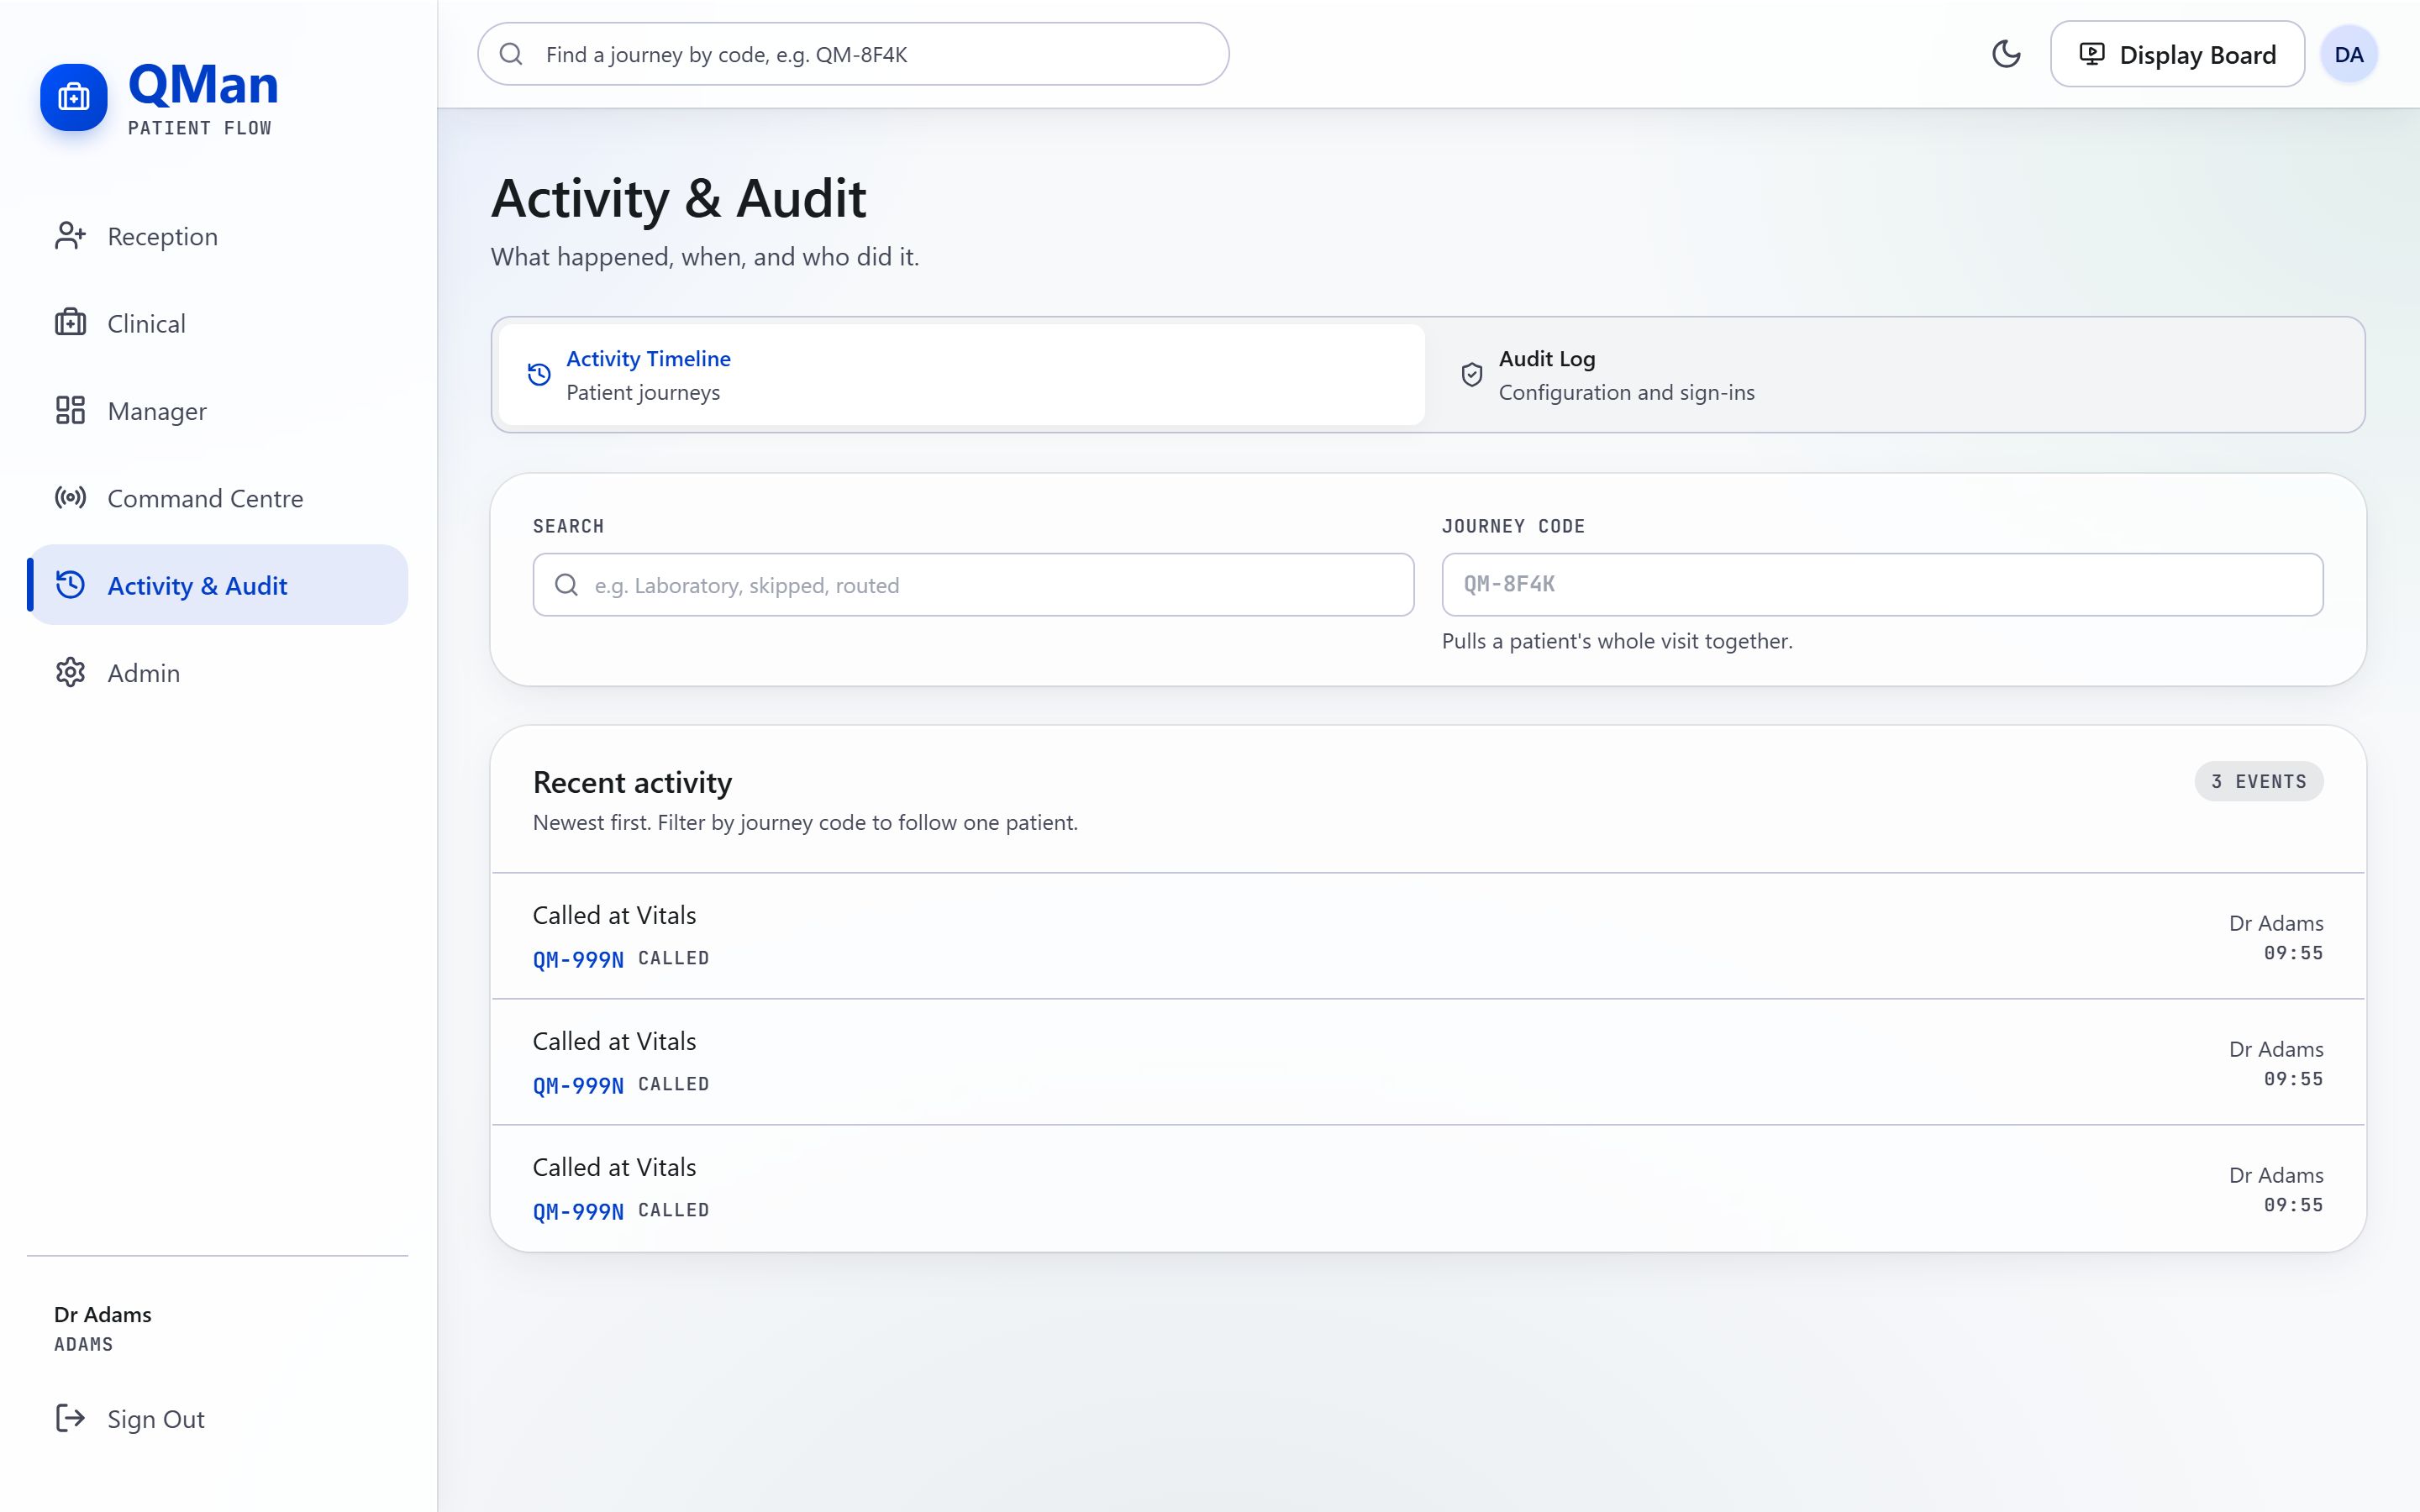 QMan
PATIENT FLOW
Reception
Clinical
Manager
Command Centre
Activity & Audit
Admin
Dr Adams
ADAMS
Sign Out
Find a journey by code, e.g. QM-8F4K
Display Board
DA
Activity & Audit
What happened, when, and who did it.
Activity Timeline
Patient journeys
Audit Log
Configuration and sign-ins
SEARCH
e.g. Laboratory, skipped, routed
JOURNEY CODE
QM-8F4K
Pulls a patient's whole visit together.
Recent activity
3 EVENTS
Newest first. Filter by journey code to follow one patient.
Called at Vitals
QM-999N CALLED
Dr Adams
09:55
Called at Vitals
QM-999N CALLED
Dr Adams
09:55
Called at Vitals
QM-999N CALLED
Dr Adams
09:55